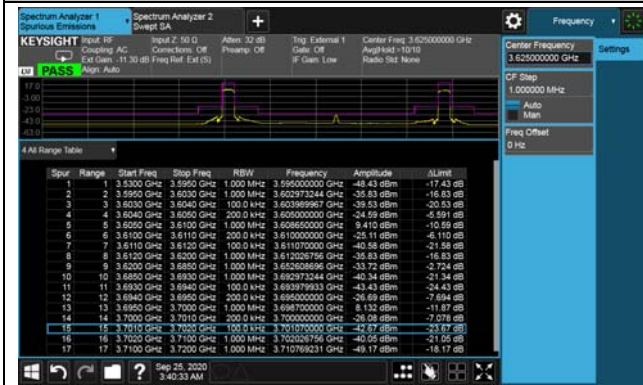 Spectrum Analyzer 1
Spurious Emissions
Spectrum Analyzer 2
Swept SA
+
Frequency
KEYSIGHT
Input: RF
Coupling: AC
Ext Gain: -11.30 dB
Align: Auto
Input Z: 50 Ω
Corrections: Off
Freq Ref: Ext (S)
Atten: 32 dB
Preamp: Off
Trig: External 1
Gate: Off
IF Gain: Low
Center Freq: 3.625000000 GHz
Avg|Hold:>10/10
Radio Std: None
LW PASS
Center Frequency
3.625000000 GHz
Settings
CF Step
1.000000 MHz
Auto
Man
Freq Offset
0 Hz
17.0
-3.00
-23.0
-43.0
-63.0
4 All Range Table
Spur Range Start Freq Stop Freq RBW Frequency Amplitude ΔLimit
1 1 3.5300 GHz 3.5950 GHz 1.000 MHz 3.595000000 GHz -48.43 dBm -17.43 dB
2 2 3.5950 GHz 3.6030 GHz 1.000 MHz 3.602973244 GHz -35.83 dBm -16.83 dB
3 3 3.6030 GHz 3.6040 GHz 100.0 kHz 3.603989967 GHz -39.53 dBm -20.53 dB
4 4 3.6040 GHz 3.6050 GHz 200.0 kHz 3.605000000 GHz -24.59 dBm -5.591 dB
5 5 3.6050 GHz 3.6100 GHz 1.000 MHz 3.608650000 GHz 9.410 dBm -10.59 dB
6 6 3.6100 GHz 3.6110 GHz 200.0 kHz 3.610000000 GHz -25.11 dBm -6.110 dB
7 7 3.6110 GHz 3.6120 GHz 100.0 kHz 3.611070000 GHz -40.58 dBm -21.58 dB
8 8 3.6120 GHz 3.6200 GHz 1.000 MHz 3.612026756 GHz -35.83 dBm -16.83 dB
9 9 3.6200 GHz 3.6850 GHz 1.000 MHz 3.652608696 GHz -33.72 dBm -2.724 dB
10 10 3.6850 GHz 3.6930 GHz 1.000 MHz 3.692973244 GHz -40.34 dBm -21.34 dB
11 11 3.6930 GHz 3.6940 GHz 100.0 kHz 3.693979933 GHz -43.43 dBm -24.43 dB
12 12 3.6940 GHz 3.6950 GHz 200.0 kHz 3.695000000 GHz -26.69 dBm -7.694 dB
13 13 3.6950 GHz 3.7000 GHz 1.000 MHz 3.698700000 GHz 8.132 dBm -11.87 dB
14 14 3.7000 GHz 3.7010 GHz 200.0 kHz 3.700000000 GHz -26.08 dBm -7.078 dB
15 15 3.7010 GHz 3.7020 GHz 100.0 kHz 3.701070000 GHz -42.67 dBm -23.67 dB
16 16 3.7020 GHz 3.7100 GHz 1.000 MHz 3.702026756 GHz -40.05 dBm -21.05 dB
17 17 3.7100 GHz 3.7200 GHz 1.000 MHz 3.710769231 GHz -49.17 dBm -18.17 dB
?
Sep 25, 2020
3:40:33 AM